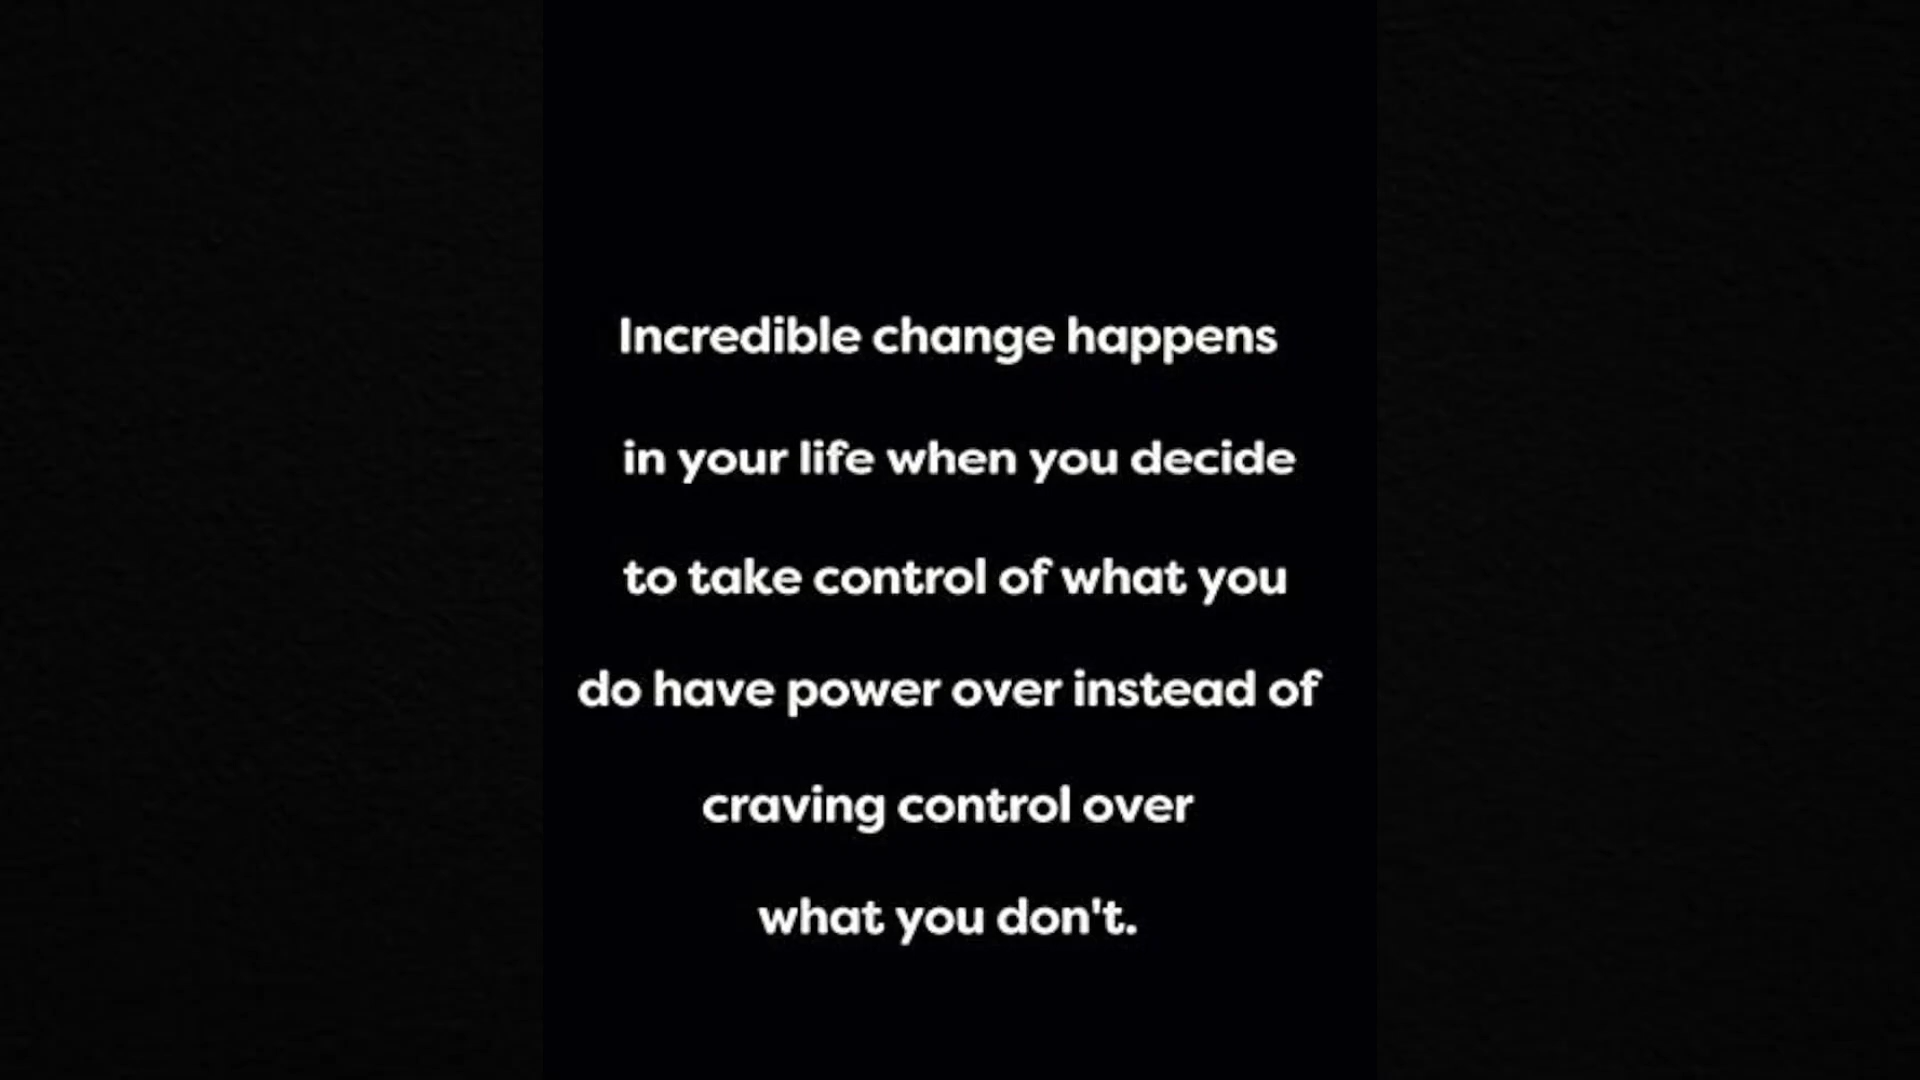 Incredible change happens
in your life when you decide
to take control of what you
do have power over instead of
craving control over
what you don't.